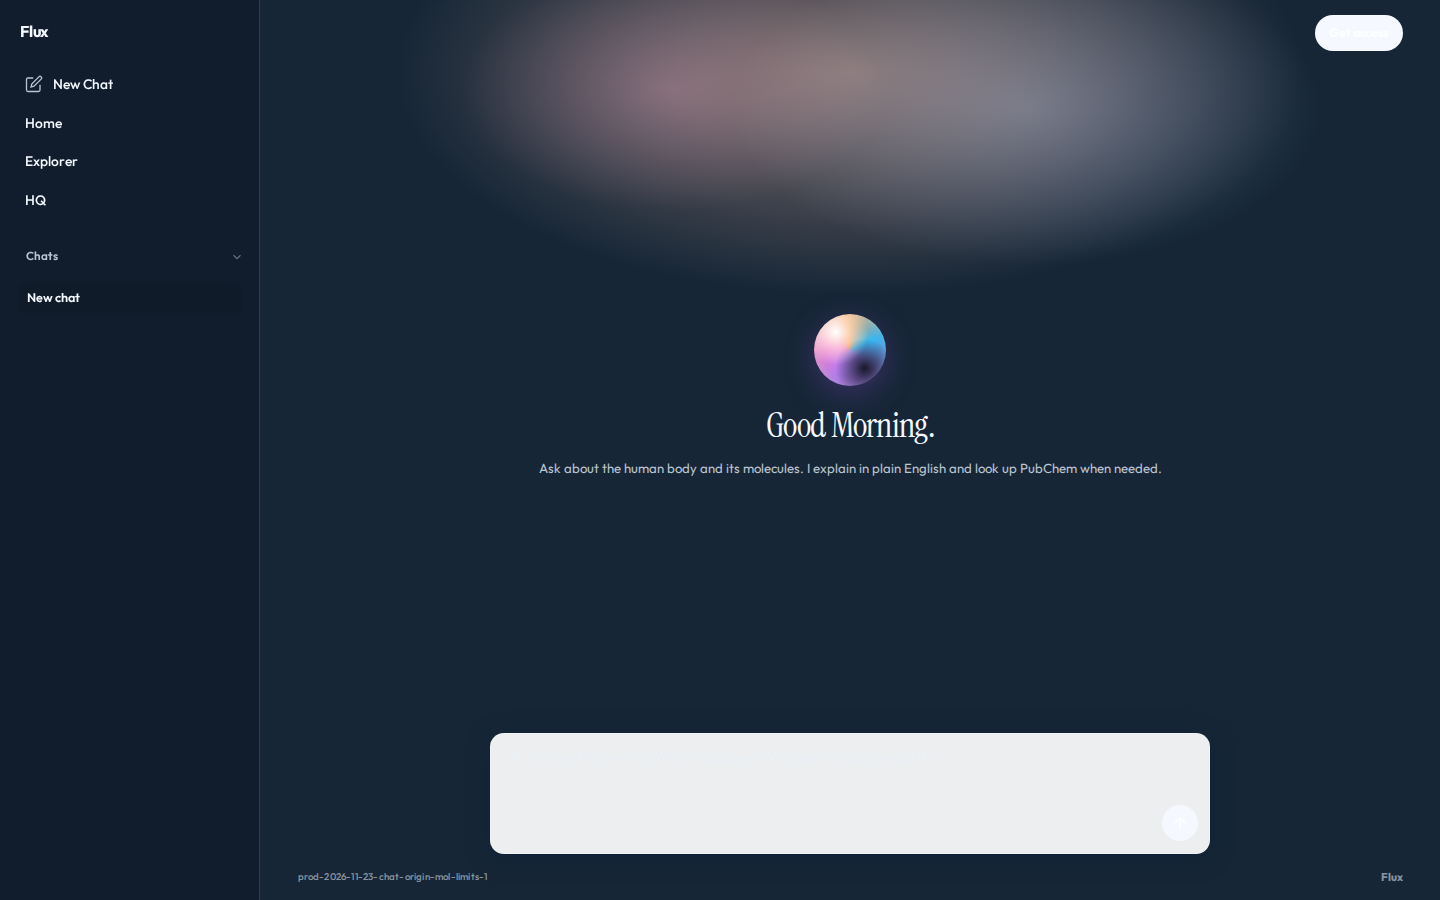 Flux
New Chat
Home
Explorer
HQ
Chats
New chat
Good Morning.
Ask about the human body and its molecules. I explain in plain English and look up PubChem when needed.
prod-2026-11-23-chat-origin-mol-limits-1
Flux